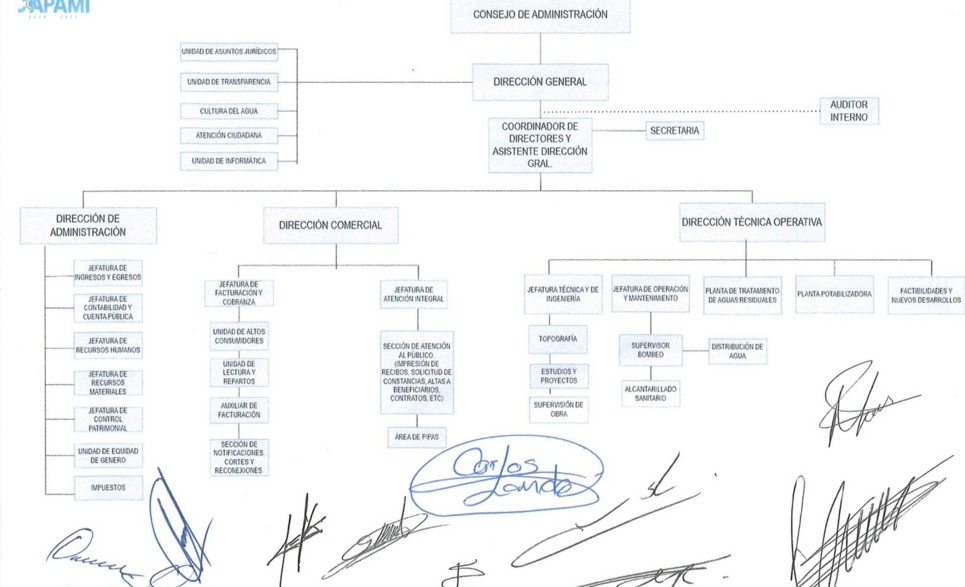 JAPAMI
CONSEJO DE ADMINISTRACIÓN
UNIDAD DE ASUNTOS JURÍDICOS
UNIDAD DE TRANSPARENCIA
CULTURA DEL AGUA
ATENCIÓN CIUDADANA
UNIDAD DE INFORMÁTICA
DIRECCIÓN GENERAL
AUDITOR
INTERNO
COORDINADOR DE
DIRECTORES Y
ASISTENTE DIRECCIÓN
GRAL.
SECRETARIA
DIRECCIÓN DE
ADMINISTRACIÓN
DIRECCIÓN COMERCIAL
DIRECCIÓN TÉCNICA OPERATIVA
JEFATURA DE
INGRESOS Y EGRESOS
JEFATURA DE
CONTABILIDAD Y
CUENTA PÚBLICA
JEFATURA DE
RECURSOS HUMANOS
JEFATURA DE
RECURSOS
MATERIALES
JEFATURA DE
CONTROL
PATRIMONIAL
UNIDAD DE EQUIDAD
DE GENERO
IMPUESTOS
JEFATURA DE
FACTURACIÓN Y
COBRANZA
UNIDAD DE ALTOS
CONSUMIDORES
UNIDAD DE
LECTURA Y
REPARTOS
AUXILIAR DE
FACTURACIÓN
SECCIÓN DE
NOTIFICACIONES,
CORTES Y
RECONEXIONES
JEFATURA DE
ATENCIÓN INTEGRAL
SECCIÓN DE ATENCIÓN
AL PÚBLICO
(IMPRESIÓN DE
RECIBOS, SOLICITUD DE
CONSTANCIAS, ALTAS A
BENEFICIARIOS,
CONTRATOS, ETC)
ÁREA DE PIPAS
JEFATURA TÉCNICA Y DE
INGENIERÍA
TOPOGRAFÍA
ESTUDIOS Y
PROYECTOS
SUPERVISIÓN DE
OBRA
JEFATURA DE OPERACIÓN
Y MANTENIMIENTO
SUPERVISOR
BOMBEO
DISTRIBUCIÓN DE
AGUA
ALCANTARILLADO
SANITARIO
PLANTA DE TRATAMIENTO
DE AGUAS RESIDUALES
PLANTA POTABILIZADORA
FACTIBILIDADES Y
NUEVOS DESARROLLOS
Carlos